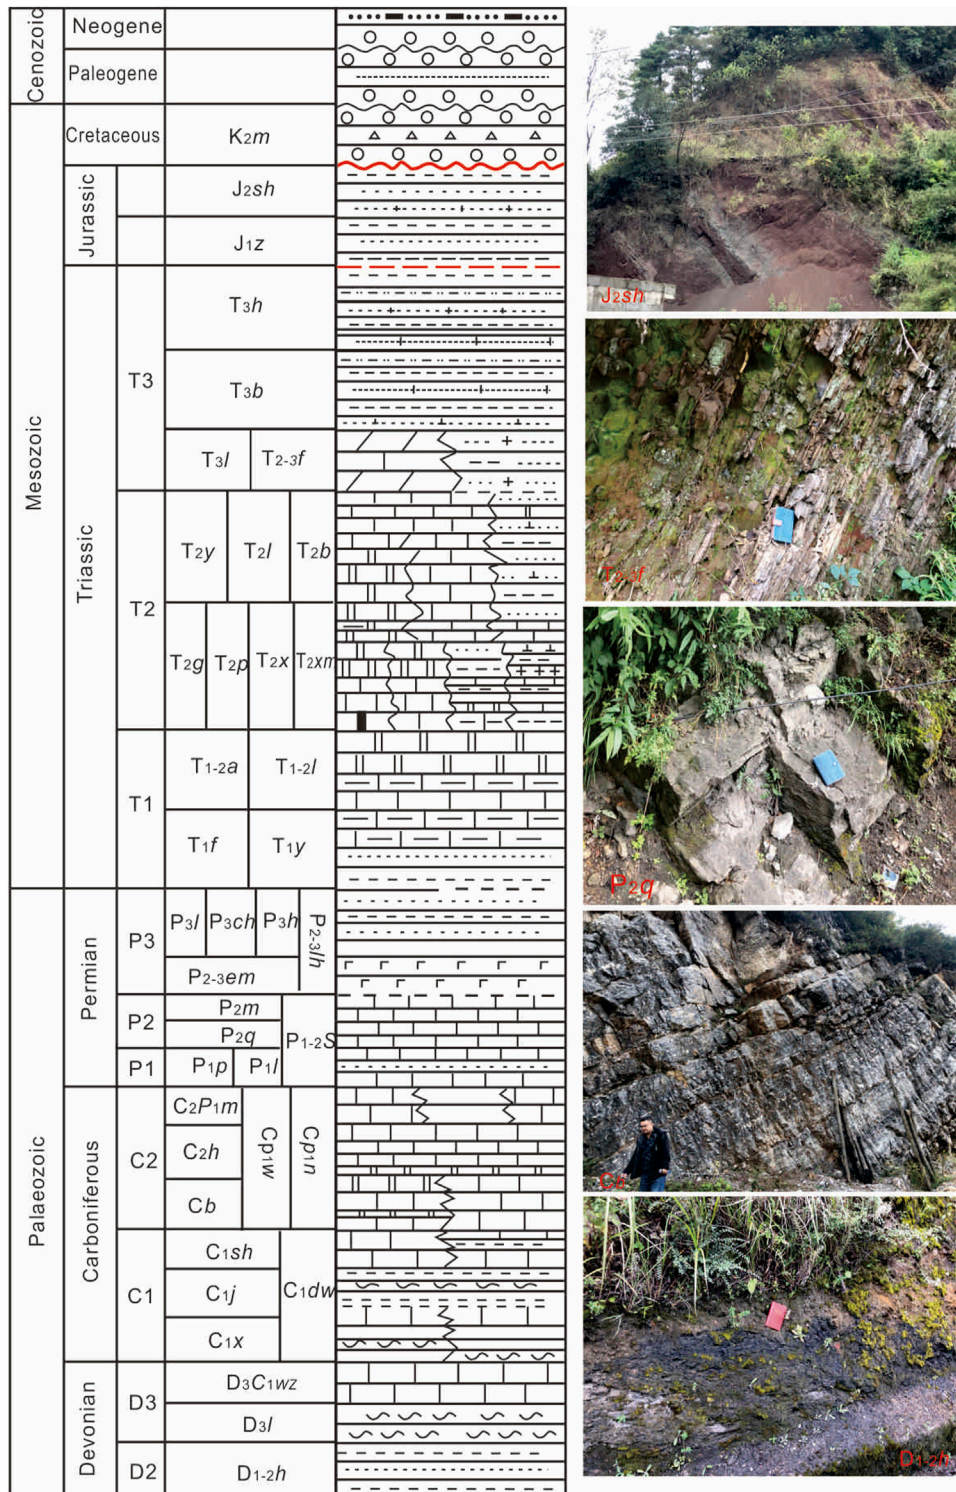 Cenozoic
Neogene
Paleogene
Mesozoic
Cretaceous
K2m
Jurassic
J2sh
J1z
Triassic
T3
T3h
T3b
T3l
T2-3f
T2
T2y
T2l
T2b
T2g
T2p
T2x
T2xm
T1
T1-2a
T1-2l
T1f
T1y
Palaeozoic
Permian
P3
P3l
P3ch
P3h
P2-3lh
P2-3em
P2
P2m
P2q
P1-2S
P1
P1p
P1l
Carboniferous
C2
C2P1m
C2h
Cb
Cp1w
Cp1n
C1
C1sh
C1j
C1x
C1dw
Devonian
D3
D3C1wz
D3l
D2
D1-2h
J2sh
T2-3f
P2q
Cb
D1-2h